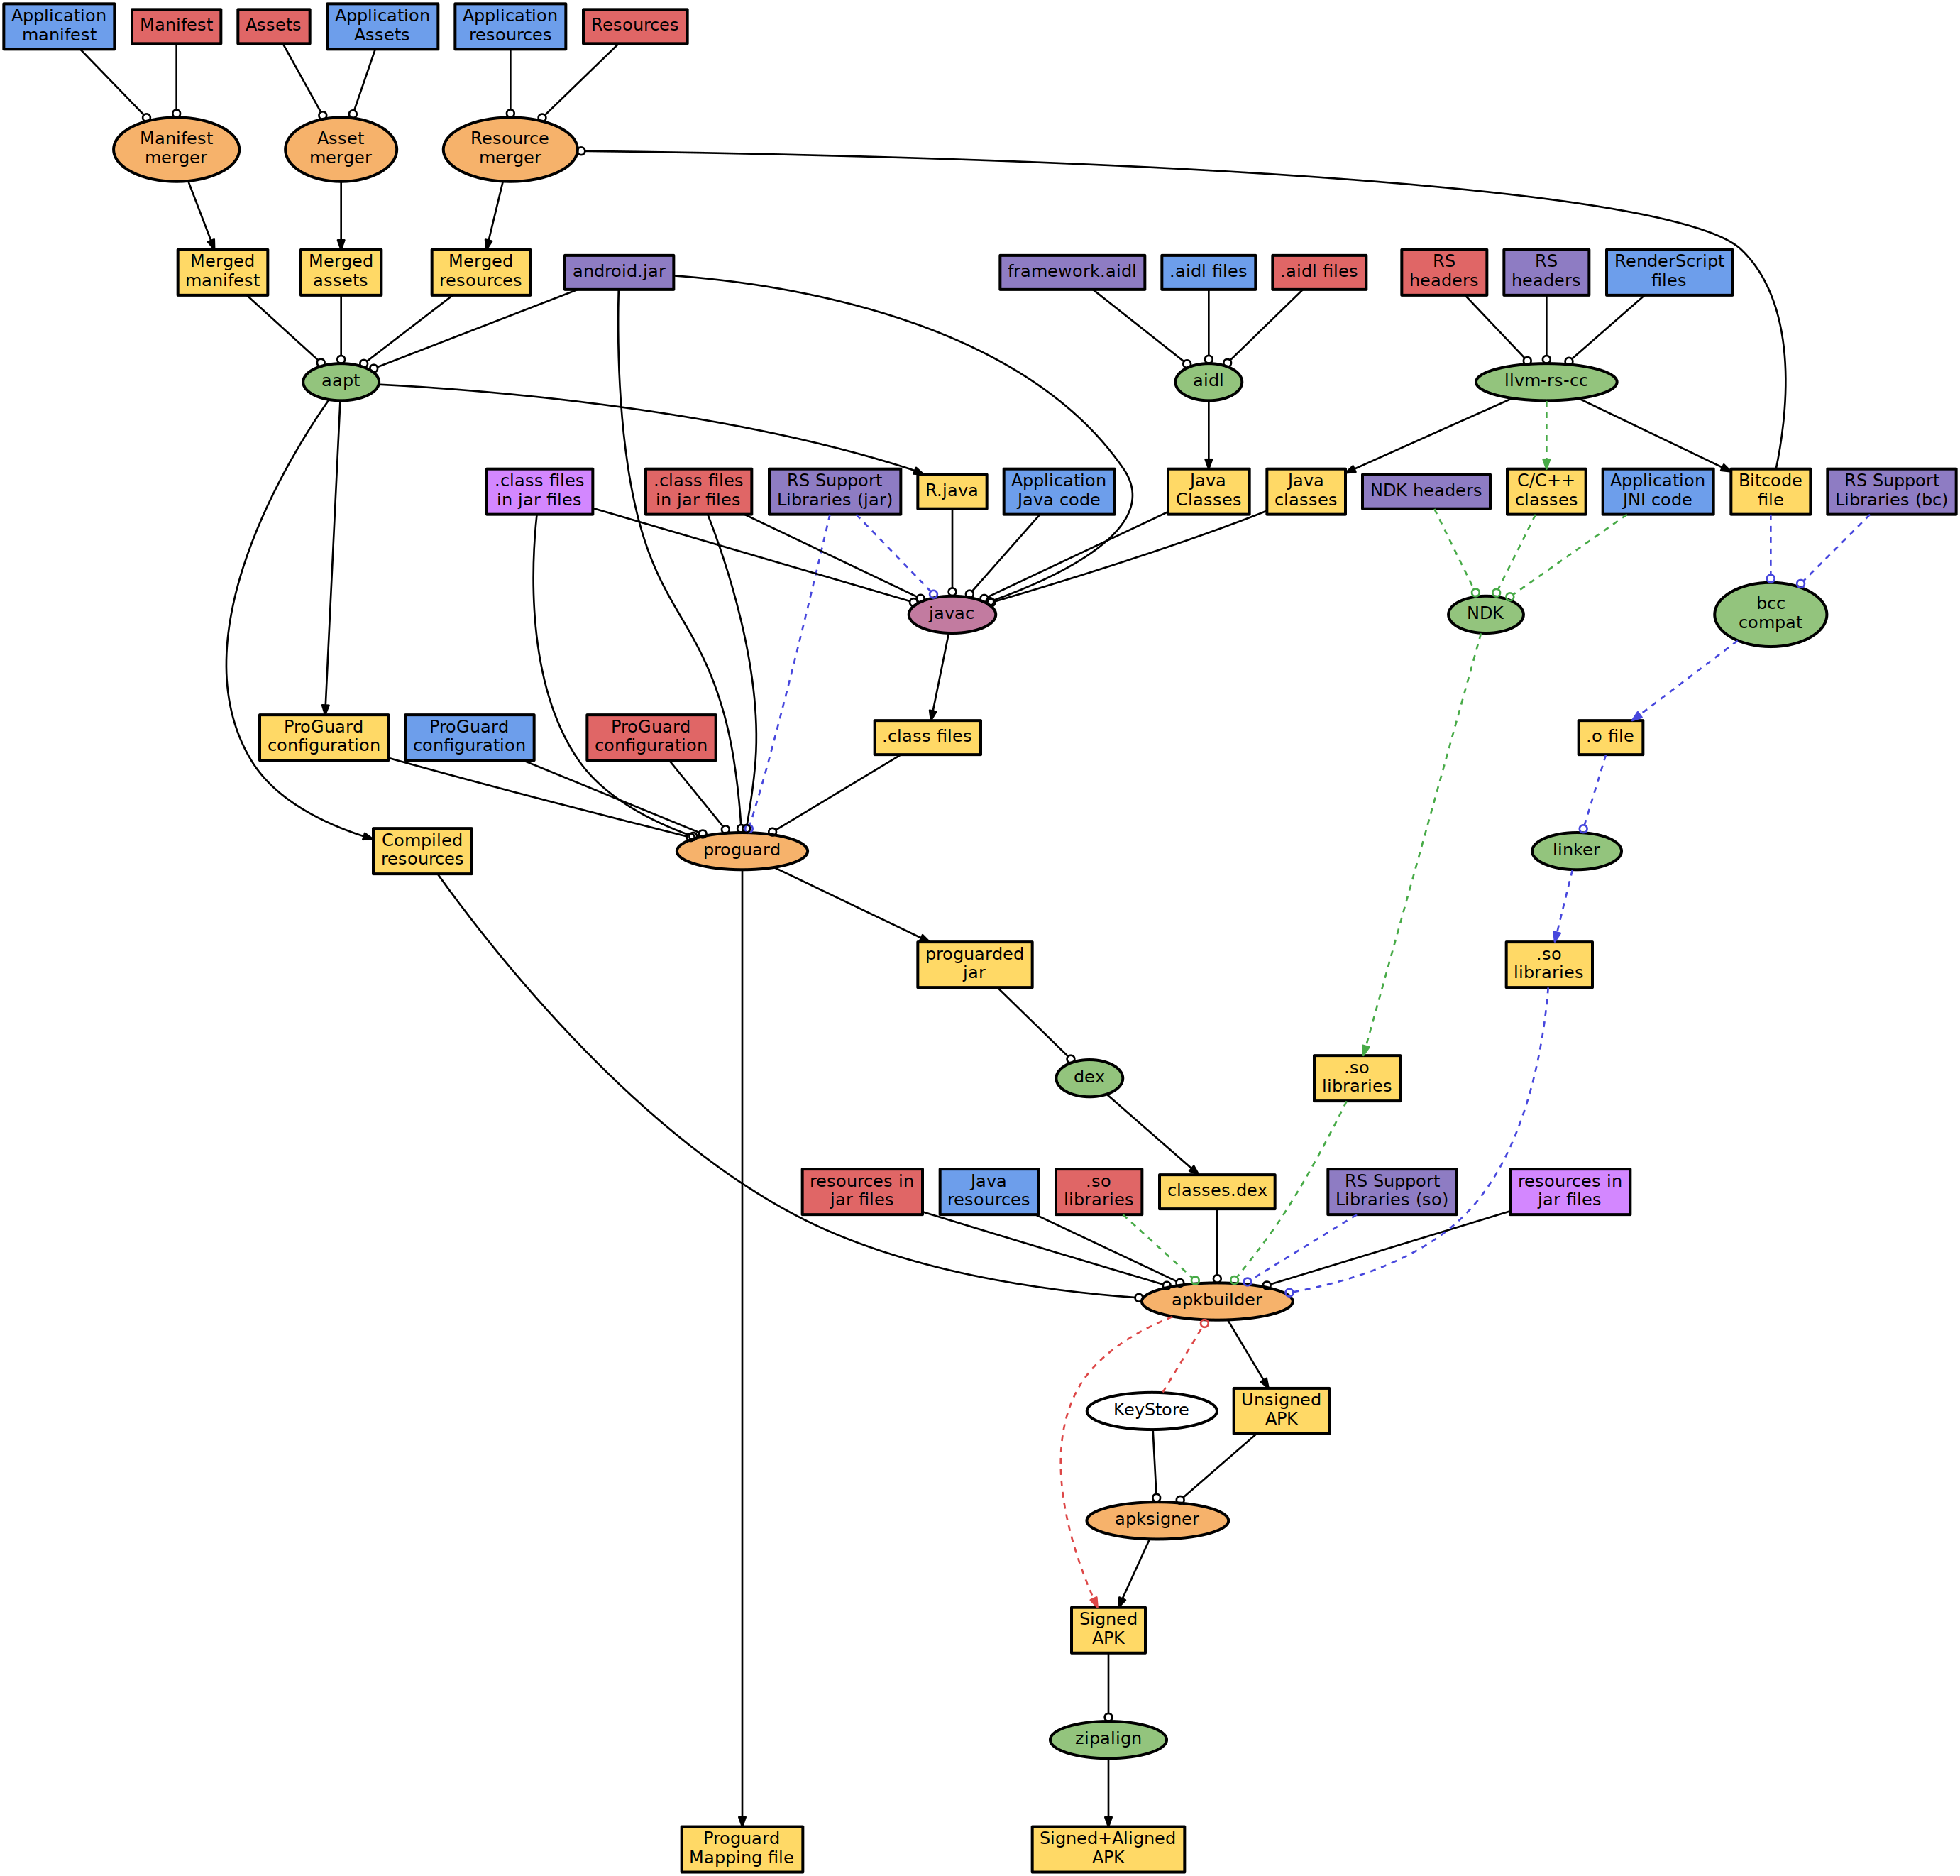 Application
manifest
Manifest
Assets
Application
Assets
Application
resources
Resources
Manifest
merger
Asset
merger
Resource
merger
Merged
manifest
Merged
assets
Merged
resources
android.jar
framework.aidl
.aidl files
.aidl files
RS
headers
RS
headers
RenderScript
files
aapt
aidl
llvm-rs-cc
.class files
in jar files
.class files
in jar files
RS Support
Libraries (jar)
R.java
Application
Java code
Java
Classes
Java
classes
NDK headers
C/C++
classes
Application
JNI code
Bitcode
file
RS Support
Libraries (bc)
javac
NDK
bcc
compat
ProGuard
configuration
ProGuard
configuration
ProGuard
configuration
.class files
.o file
Compiled
resources
proguard
linker
proguarded
jar
.so
libraries
dex
.so
libraries
resources in
jar files
Java
resources
.so
libraries
classes.dex
RS Support
Libraries (so)
resources in
jar files
apkbuilder
KeyStore
Unsigned
APK
apksigner
Signed
APK
zipalign
Proguard
Mapping file
Signed+Aligned
APK